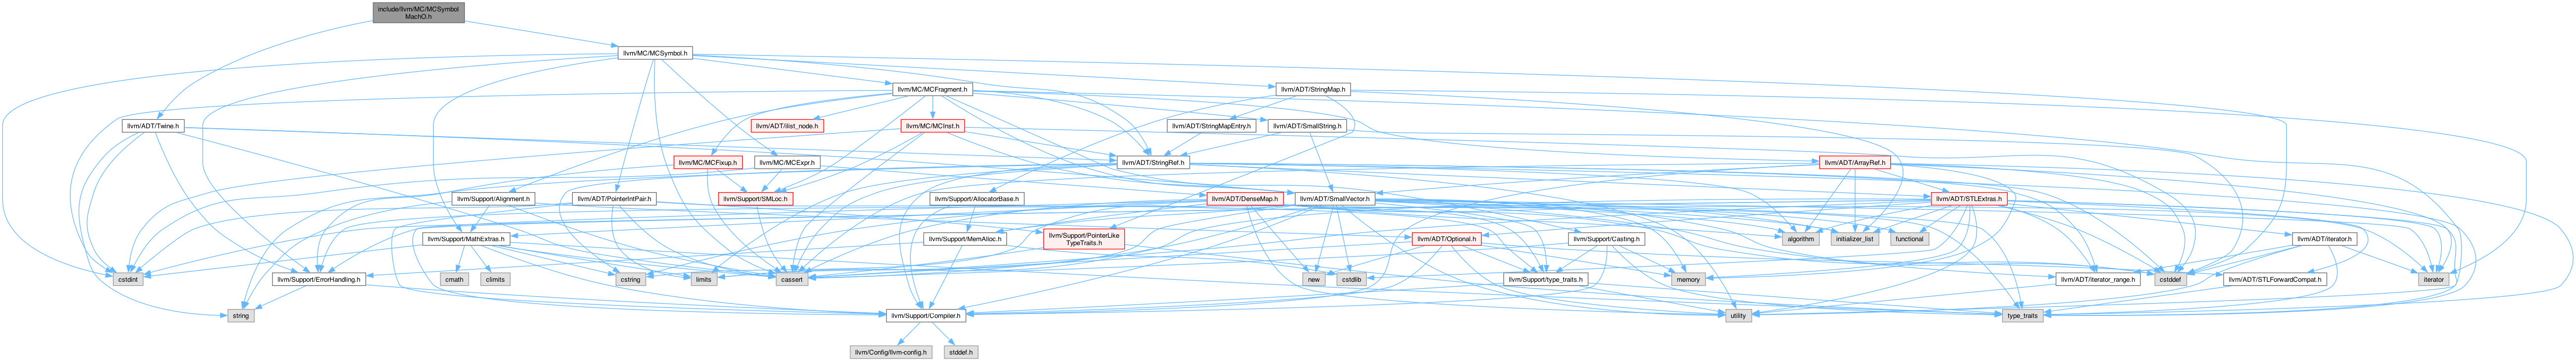 include/llvm/MC/MCSymbol
MachO.h
llvm/MC/MCSymbol.h
llvm/MC/MCFragment.h
llvm/ADT/StringMap.h
llvm/ADT/Twine.h
llvm/ADT/ilist_node.h
llvm/MC/MCInst.h
llvm/ADT/StringMapEntry.h
llvm/ADT/SmallString.h
llvm/MC/MCFixup.h
llvm/MC/MCExpr.h
llvm/ADT/StringRef.h
llvm/ADT/ArrayRef.h
llvm/Support/Alignment.h
llvm/ADT/PointerIntPair.h
llvm/Support/SMLoc.h
llvm/Support/AllocatorBase.h
llvm/ADT/DenseMap.h
llvm/ADT/SmallVector.h
llvm/ADT/STLExtras.h
llvm/Support/MathExtras.h
llvm/Support/MemAlloc.h
llvm/Support/PointerLike
TypeTraits.h
llvm/ADT/Optional.h
llvm/Support/Casting.h
algorithm
initializer_list
functional
llvm/ADT/iterator.h
cstdint
llvm/Support/ErrorHandling.h
cmath
climits
cstring
limits
cassert
new
cstdlib
llvm/Support/type_traits.h
memory
llvm/ADT/iterator_range.h
cstddef
llvm/ADT/STLForwardCompat.h
iterator
string
llvm/Support/Compiler.h
utility
type_traits
llvm/Config/llvm-config.h
stddef.h